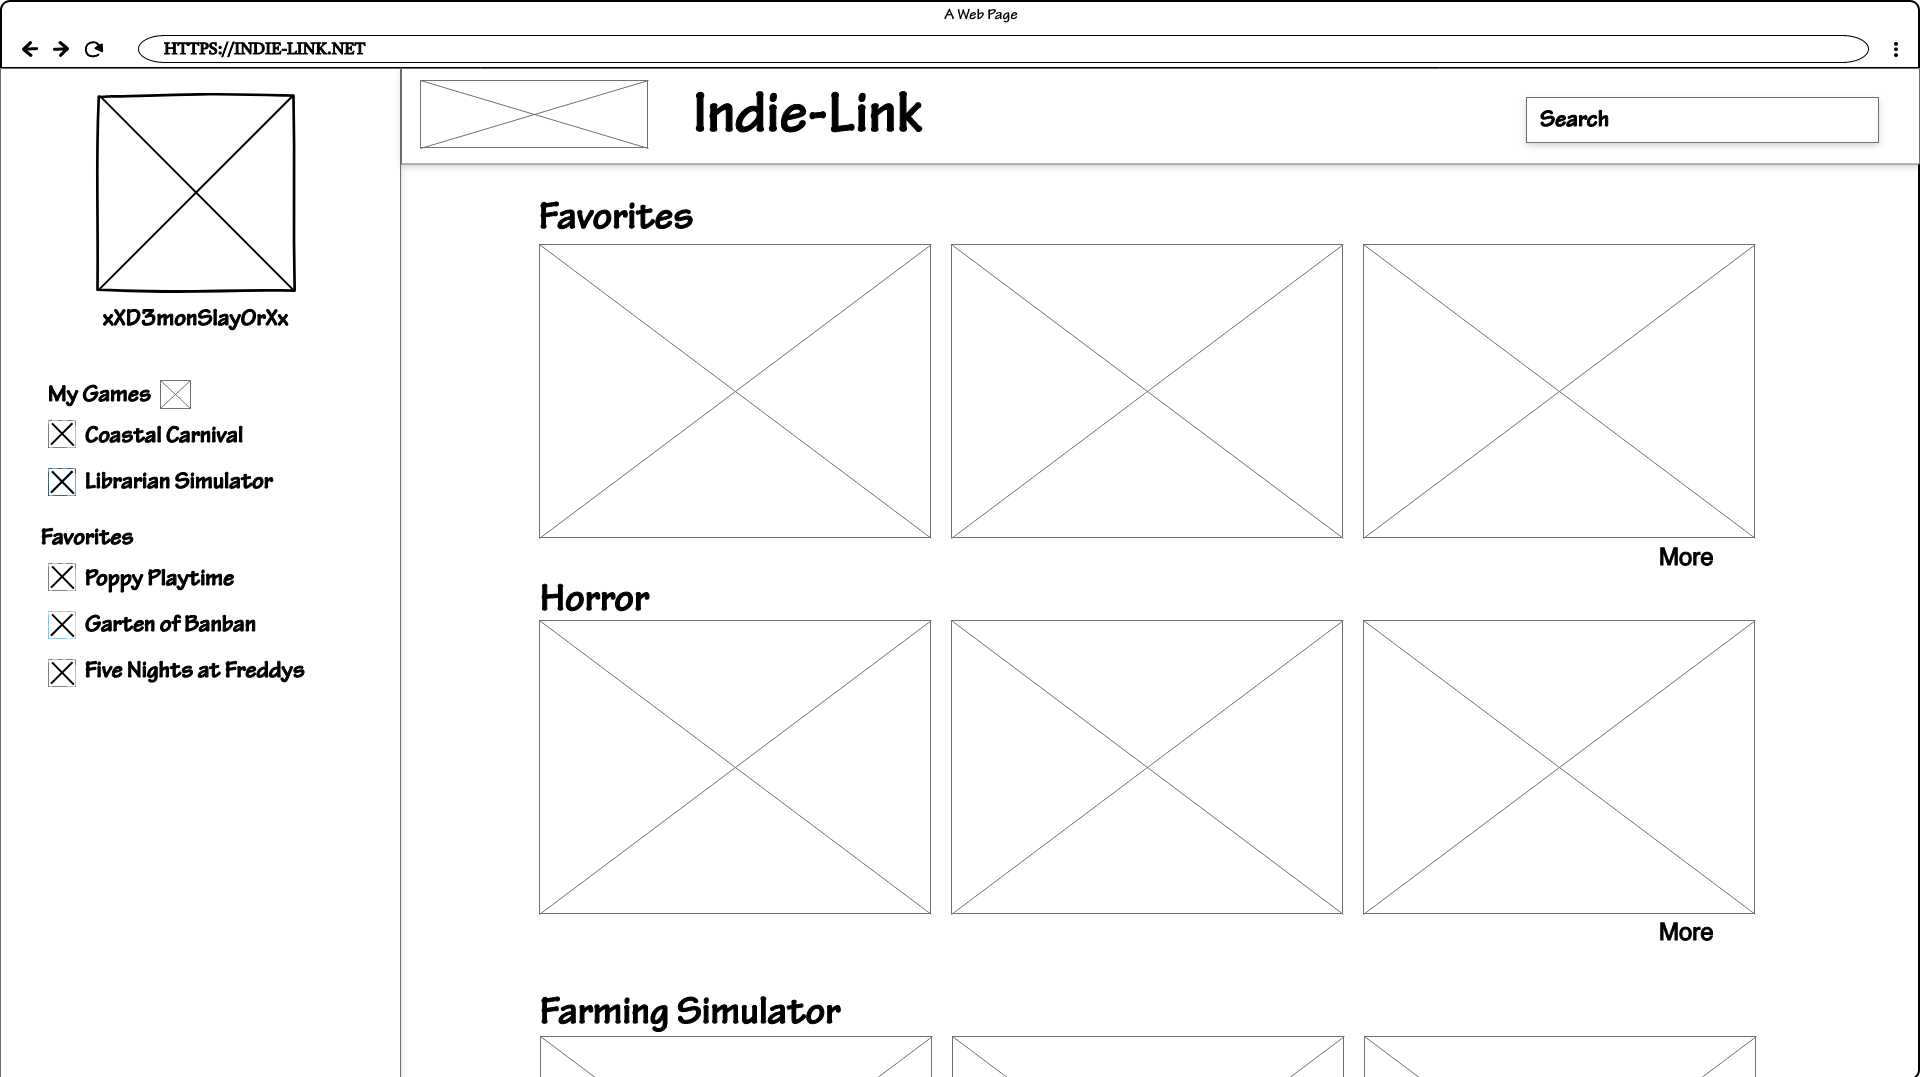 A Web Page
HTTPS://INDIE-LINK.NET
Indie-Link
Search
xXD3monSlayOrXx
My Games
Coastal Carnival
Librarian Simulator
Favorites
Poppy Playtime
Garten of Banban
Five Nights at Freddys
Favorites
More
Horror
More
Farming Simulator